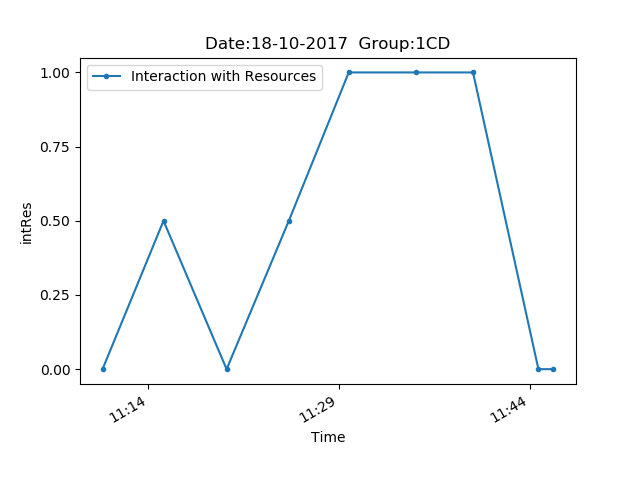 Date:18-10-2017  Group:1CD
Interaction with Resources
1.00
0.75
0.50
0.25
0.00
intRes
11:14
11:29
11:44
Time